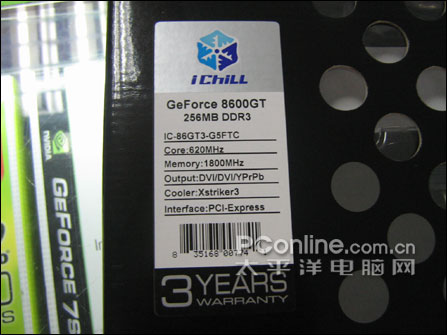 iCHiLL
GeForce 8600GT
256MB DDR3
IC-86GT3-G5FTC
Core:620MHz
Memory:1800MHz
Output:DVI/DVI/YPrPb
Cooler:Xstriker3
Interface:PCI-Express
3 YEARS
WARRANTY
NVIDIA
GEFORCE 7S
PConline.com.cn
太平洋电脑网